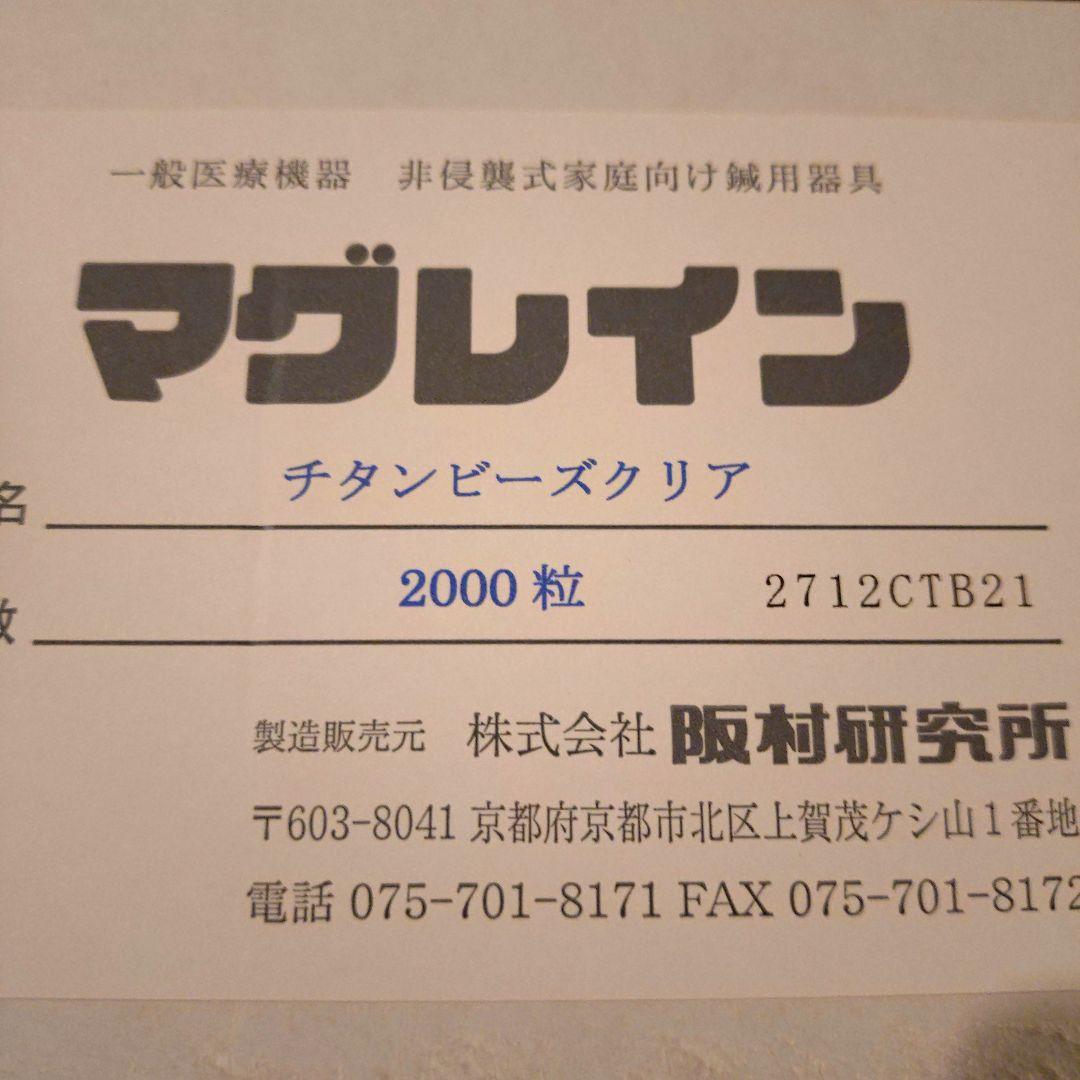 一般医療機器　非侵襲式家庭向け鍼用器具
マグレイン
名 チタンビーズクリア
数 2000粒 2712CTB21
製造販売元 株式会社 阪村研究所
〒603-8041 京都府京都市北区上賀茂ケシ山1番地
電話 075-701-8171 FAX 075-701-8172